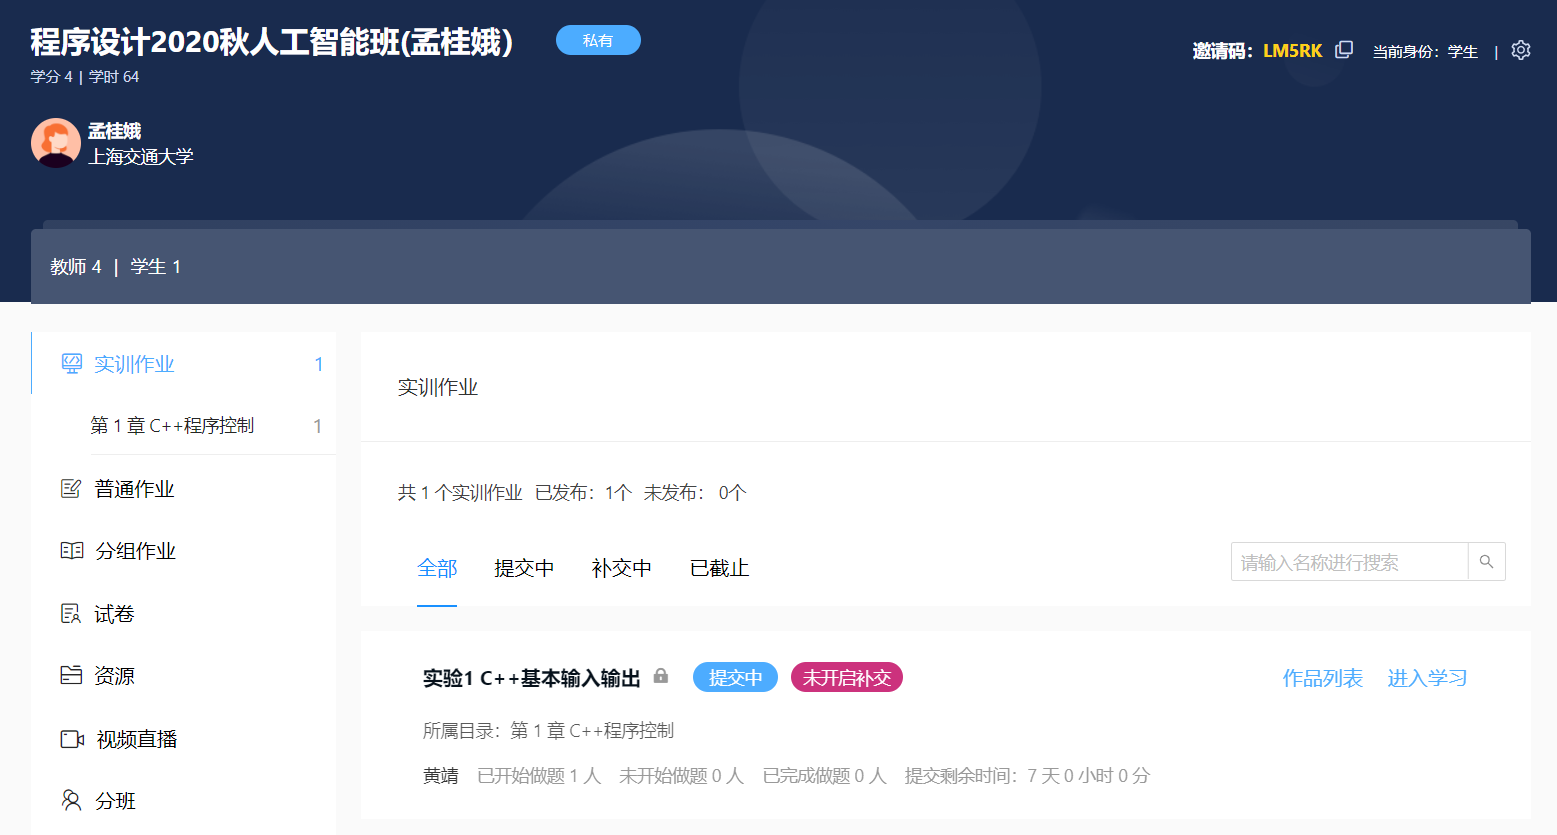 程序设计2020秋人工智能班(孟桂娥) 私有
邀请码：LM5RK 当前身份：学生 |
学分 4 | 学时 64
孟桂娥
上海交通大学
教师 4 | 学生 1
实训作业 1
第 1 章 C++程序控制 1
普通作业
分组作业
试卷
资源
视频直播
分班
实训作业
共 1 个实训作业 已发布：1个 未发布： 0个
全部 提交中 补交中 已截止 请输入名称进行搜索
实验1 C++基本输入输出 提交中 未开启补交 作品列表 进入学习
所属目录：第 1 章 C++程序控制
黄靖 已开始做题 1 人 未开始做题 0 人 已完成做题 0 人 提交剩余时间：7 天 0 小时 0 分